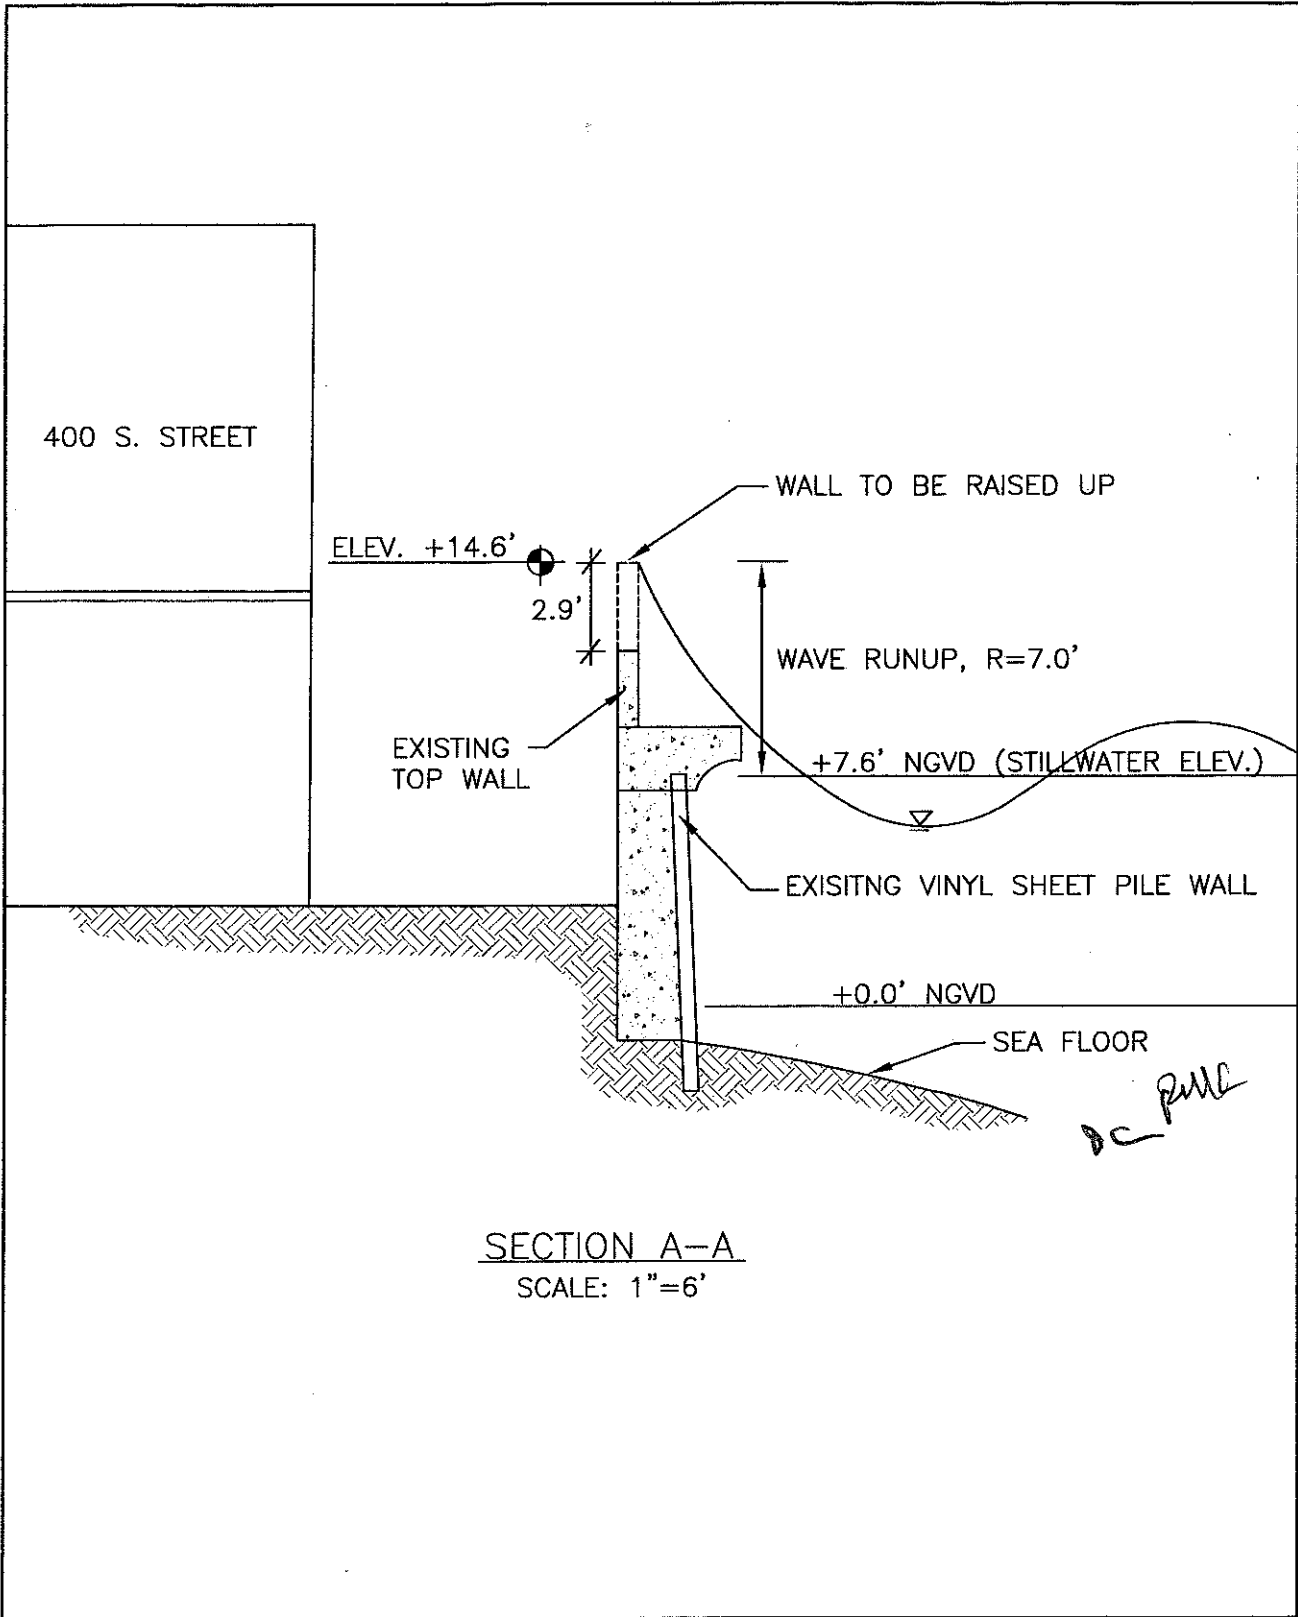 400 S. STREET
WALL TO BE RAISED UP
ELEV. +14.6'
2.9'
WAVE RUNUP, R=7.0'
EXISTING
TOP WALL
+7.6' NGVD (STILLWATER ELEV.)
EXISITNG VINYL SHEET PILE WALL
+0.0' NGVD
SEA FLOOR
SECTION A-A
SCALE: 1"=6'